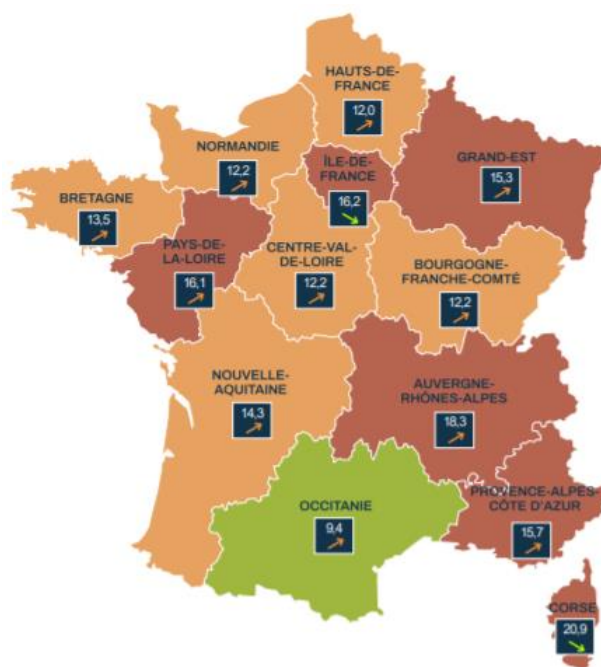 HAUTS-DE-
FRANCE
12,0
NORMANDIE
12,2
ÎLE-DE-
FRANCE
16,2
GRAND-EST
15,3
BRETAGNE
13,5
PAYS-DE-
LA-LOIRE
16,1
CENTRE-VAL-
DE-LOIRE
12,2
BOURGOGNE-
FRANCHE-COMTÉ
12,2
NOUVELLE-
AQUITAINE
14,3
AUVERGNE-
RHÔNES-ALPES
18,3
OCCITANIE
9,4
PROVENCE-ALPES-
CÔTE D'AZUR
15,7
CORSE
20,9